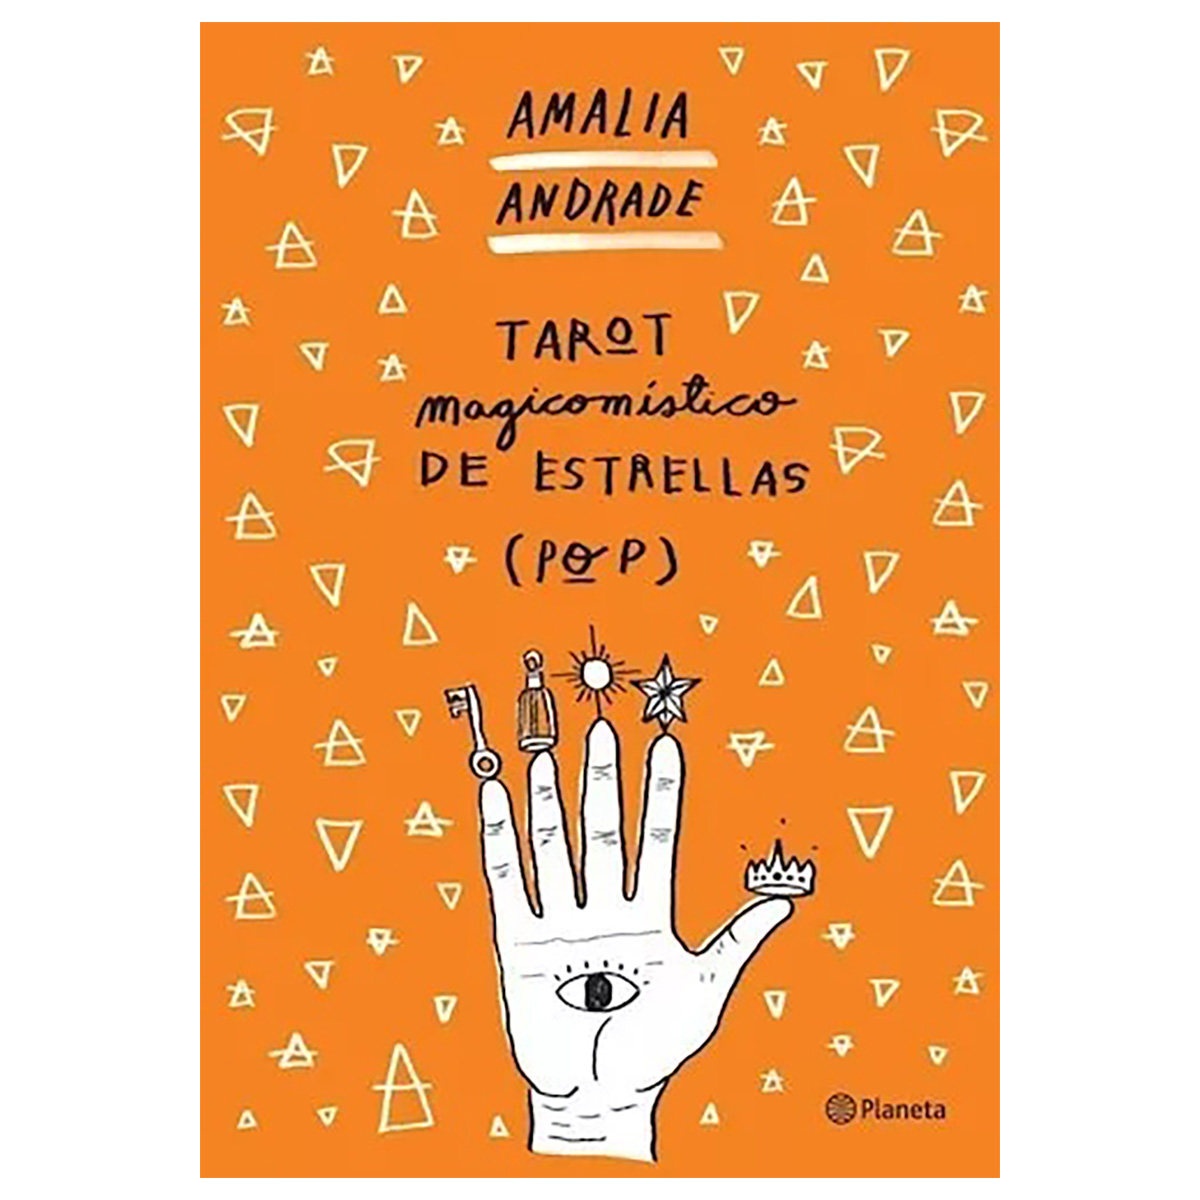 AMALIA
ANDRADE
TAROT
magicomístico
DE ESTRELLAS
(POP)
Planeta